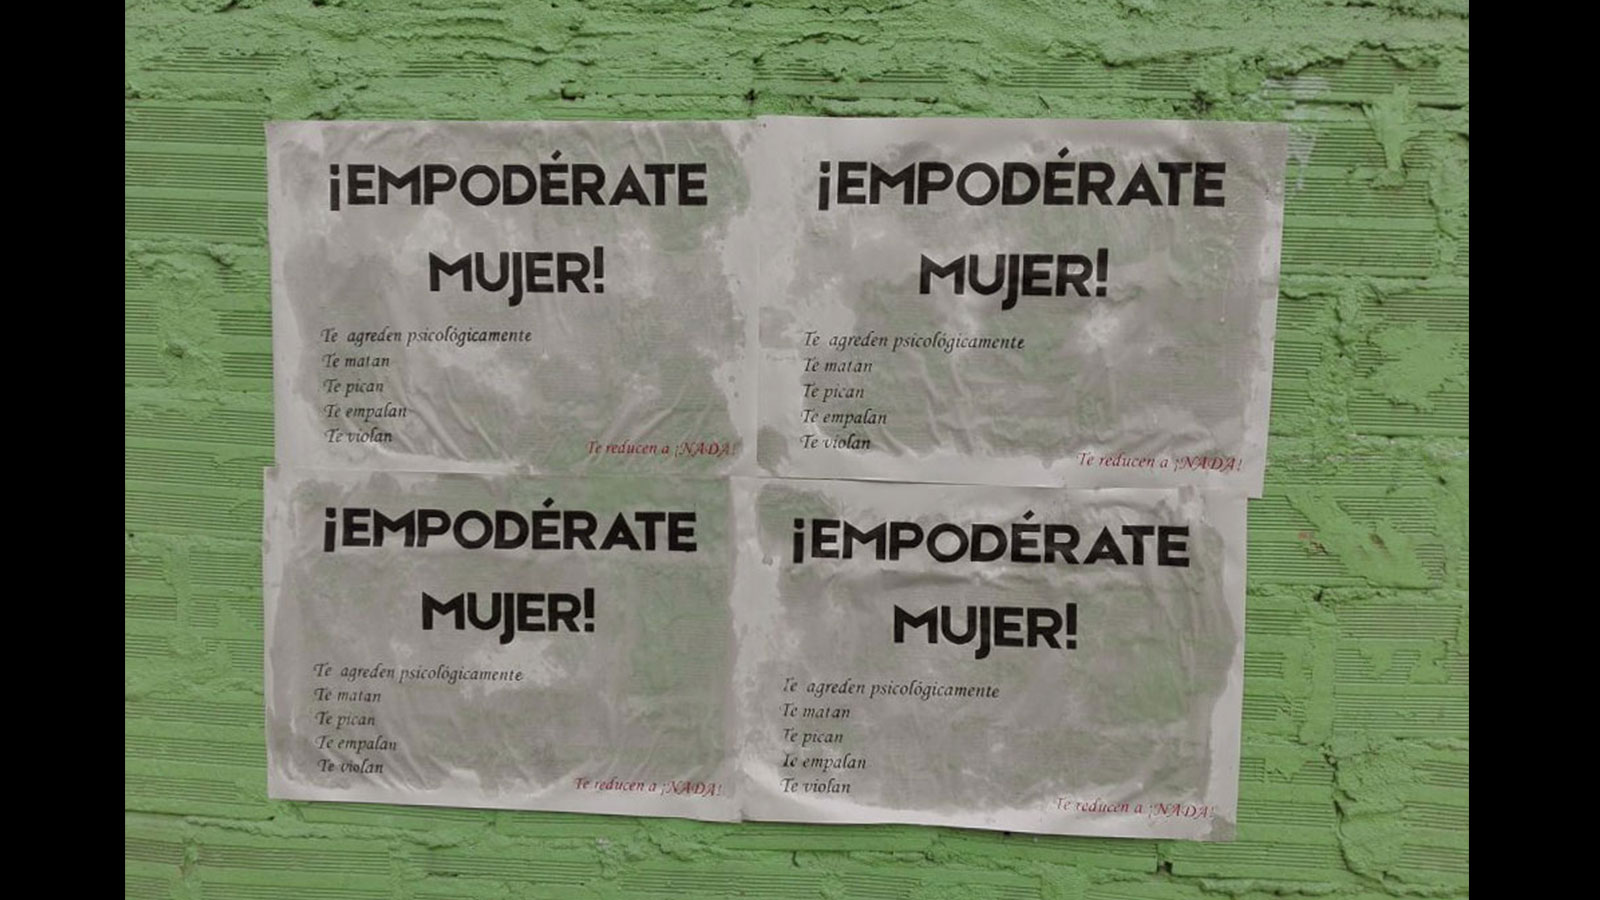 ¡EMPODÉRATE
MUJER!
Te agreden psicológicamente
Te matan
Te pican
Te empalan
Te violan
Te reducen a ¡NADA!
¡EMPODÉRATE
MUJER!
Te agreden psicológicamente
Te matan
Te pican
Te empalan
Te violan
Te reducen a ¡NADA!
¡EMPODÉRATE
MUJER!
Te agreden psicológicamente
Te matan
Te pican
Te empalan
Te violan
Te reducen a ¡NADA!
¡EMPODÉRATE
MUJER!
Te agreden psicológicamente
Te matan
Te pican
Te empalan
Te violan
Te reducen a ¡NADA!